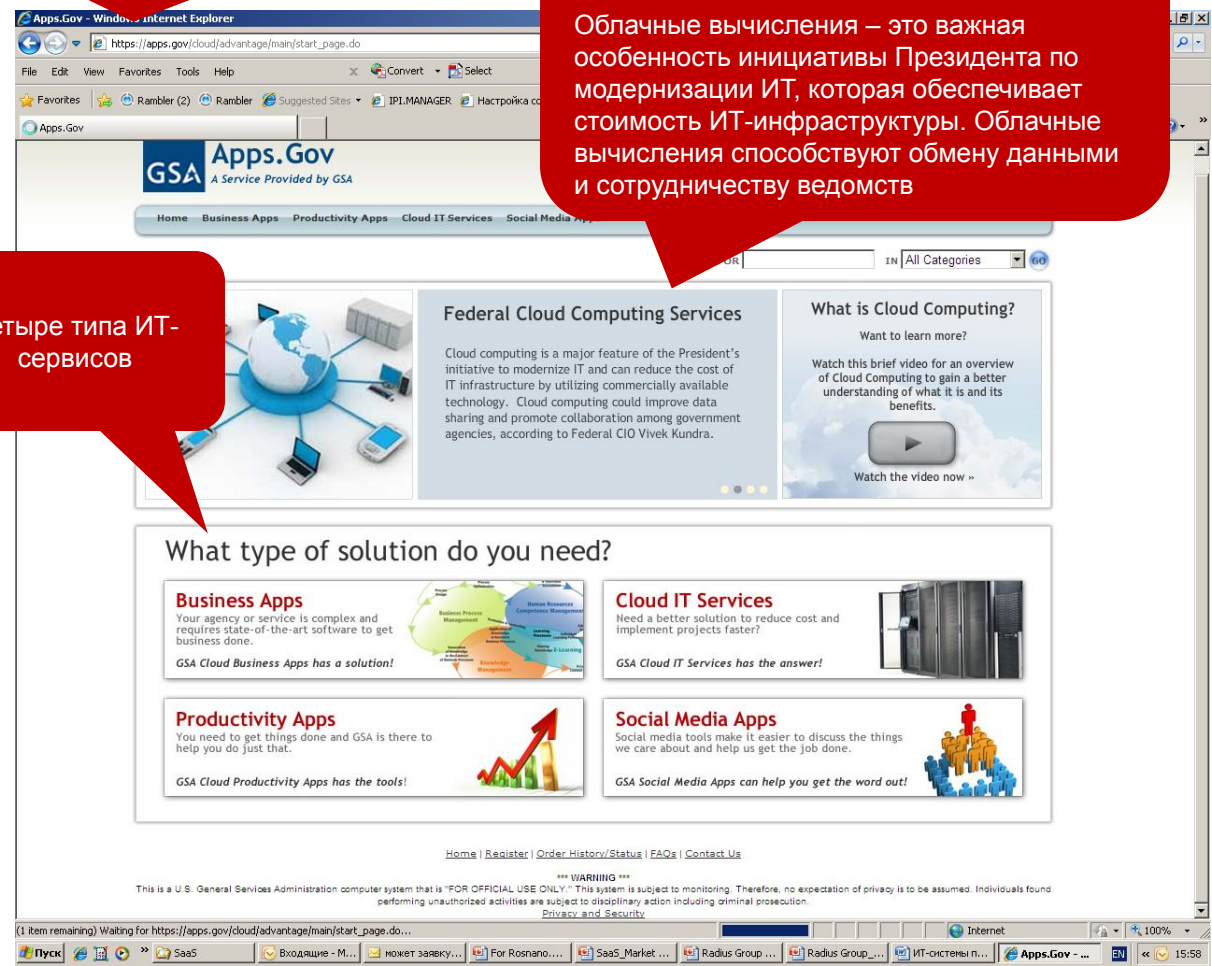 Apps.Gov - Windows Internet Explorer
https://apps.gov/cloud/advantage/main/start_page.do
File Edit View Favorites Tools Help
Convert
Select
Favorites
Rambler (2)
Rambler
Suggested Sites
IPI.MANAGER
Настройка
Apps.Gov
Облачные вычисления – это важная
особенность инициативы Президента по
модернизации ИТ, которая обеспечивает
стоимость ИТ-инфраструктуры. Облачные
вычисления способствуют обмену данными
и сотрудничеству ведомств
GSA
Apps.Gov
A Service Provided by GSA
Home Business Apps Productivity Apps Cloud IT Services Social Media
IN All Categories GO
етыре типа ИТ-
сервисов
Federal Cloud Computing Services
Cloud computing is a major feature of the President's
initiative to modernize IT and can reduce the cost of
IT infrastructure by utilizing commercially available
technology. Cloud computing could improve data
sharing and promote collaboration among government
agencies, according to Federal CIO Vivek Kundra.
What is Cloud Computing?
Want to learn more?
Watch this brief video for an overview
of Cloud Computing to gain a better
understanding of what it is and its
benefits.
Watch the video now »
What type of solution do you need?
Business Apps
Your agency or service is complex and
requires state-of-the-art software to get
business done.
GSA Cloud Business Apps has a solution!
Business Process
Management
Human Resources
Competence Management
E-Learning
Knowledge
Management
Cloud IT Services
Need a better solution to reduce cost and
implement projects faster?
GSA Cloud IT Services has the answer!
Productivity Apps
You need to get things done and GSA is there to
help you do just that.
GSA Cloud Productivity Apps has the tools!
Social Media Apps
Social media tools make it easier to discuss the things
we care about and help us get the job done.
GSA Social Media Apps can help you get the word out!
Home | Register | Order History/Status | FAQs | Contact Us
*** WARNING ***
This is a U.S. General Services Administration computer system that is "FOR OFFICIAL USE ONLY." This system is subject to monitoring. Therefore, no expectation of privacy is to be assumed. Individuals found
performing unauthorized activities are subject to disciplinary action including criminal prosecution.
Privacy and Security
(1 item remaining) Waiting for https://apps.gov/cloud/advantage/main/start_page.do...
Internet
100%
Пуск
SaaS
Входящие - M...
может заявку...
For Rosnano....
SaaS_Market ...
Radius Group ...
Radius Group_...
ИТ-системы п...
Apps.Gov - ...
EN
15:58